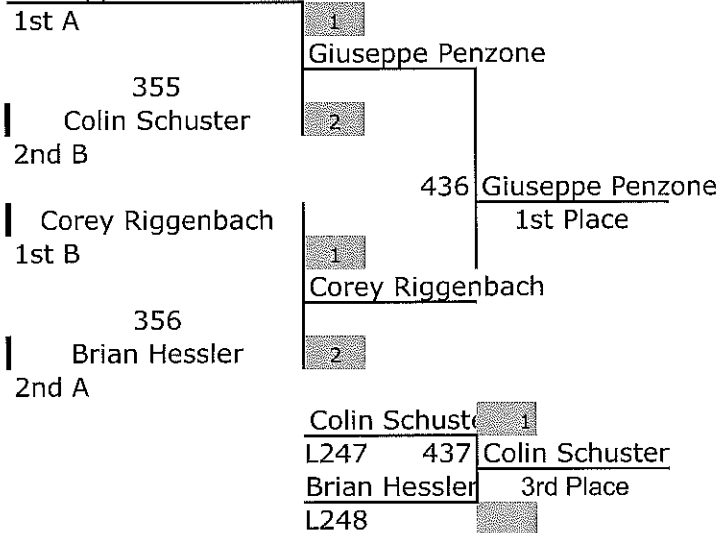 1st A
1
Giuseppe Penzone
355
Colin Schuster
2
2nd B
436 Giuseppe Penzone
1st Place
Corey Riggenbach
1st B
1
Corey Riggenbach
356
Brian Hessler
2
2nd A
Colin Schuste 1
L247 437 Colin Schuster
Brian Hessler 3rd Place
L248